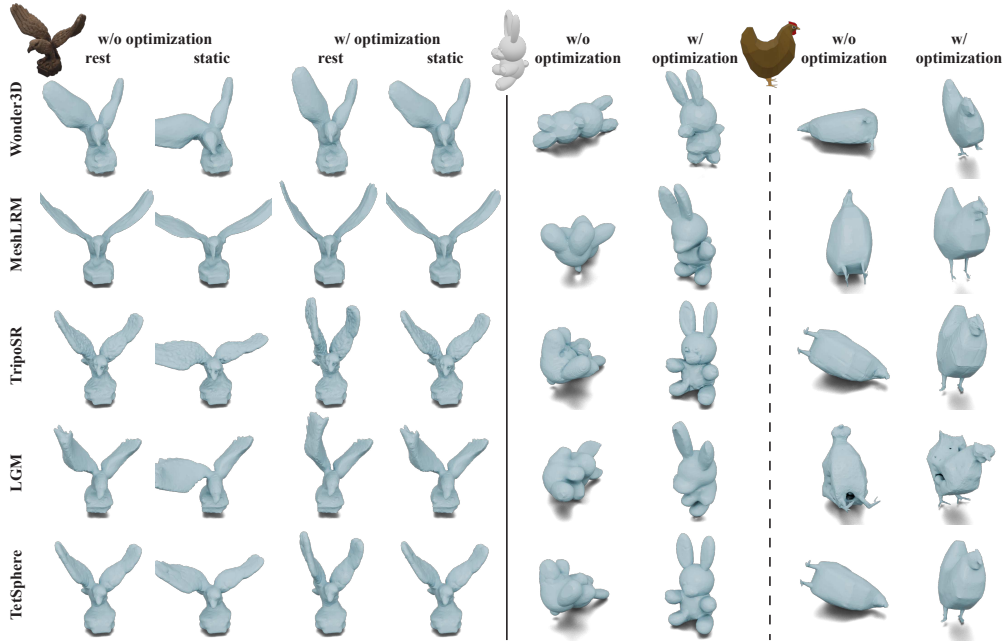 w/o optimization
rest static
w/ optimization
rest static
w/o
optimization
w/
optimization
w/o
optimization
w/
optimization
Wonder3D
MeshLRM
TripoSR
LGM
TetSphere